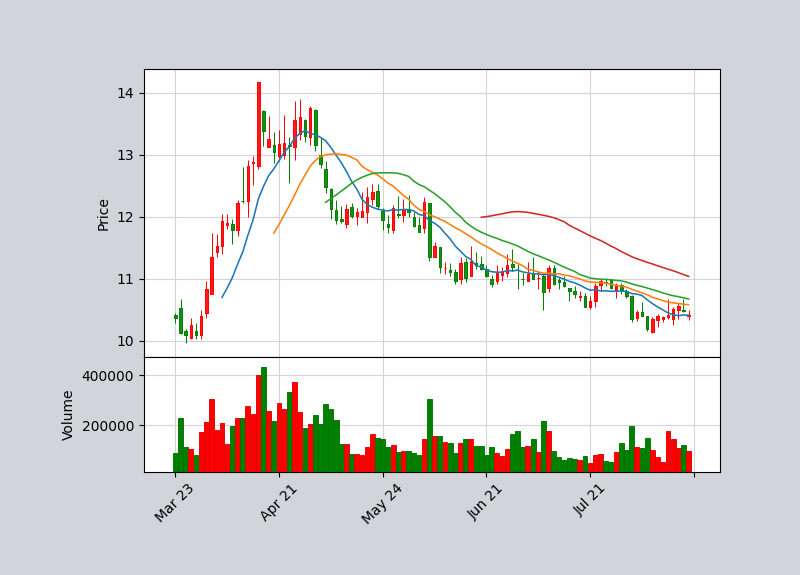 14
13
12
11
10
Price
400000
200000
Volume
Mar 23
Apr 21
May 24
Jun 21
Jul 21